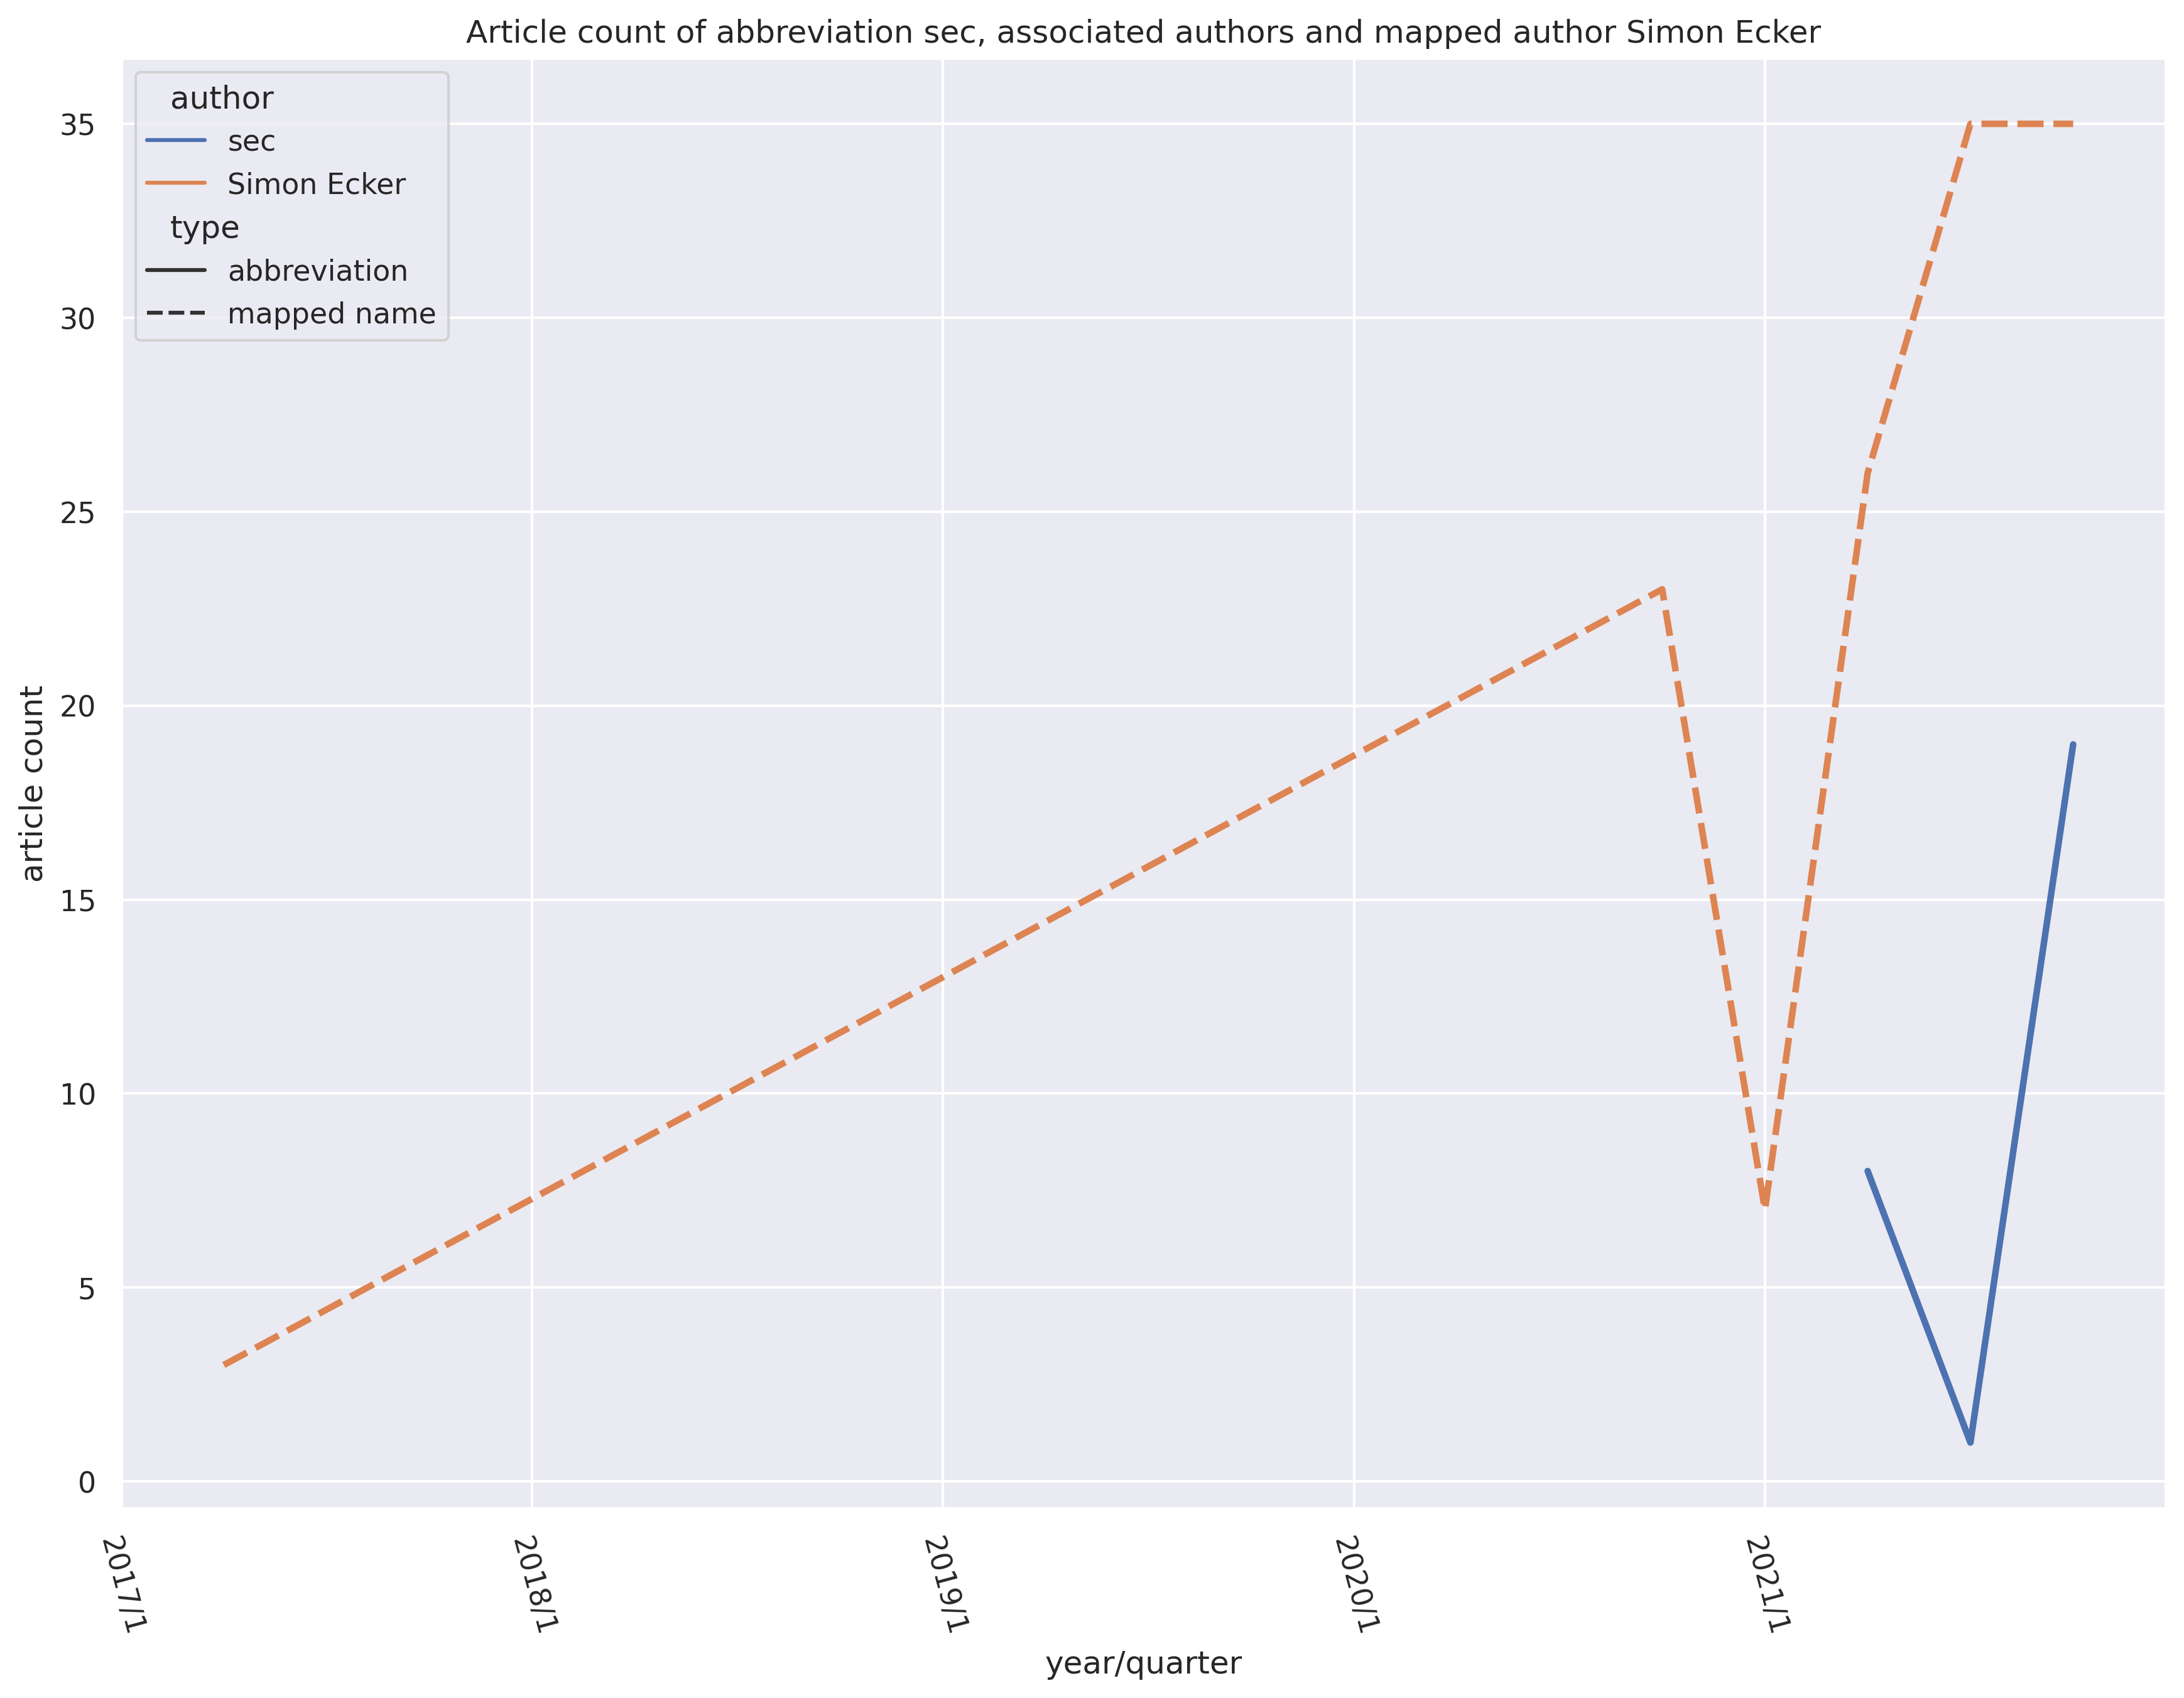 Article count of abbreviation sec, associated authors and mapped author Simon Ecker
author
sec
Simon Ecker
type
abbreviation
mapped name
35
30
25
20
15
10
5
0
article count
2017/1
2018/1
2019/1
2020/1
2021/1
year/quarter